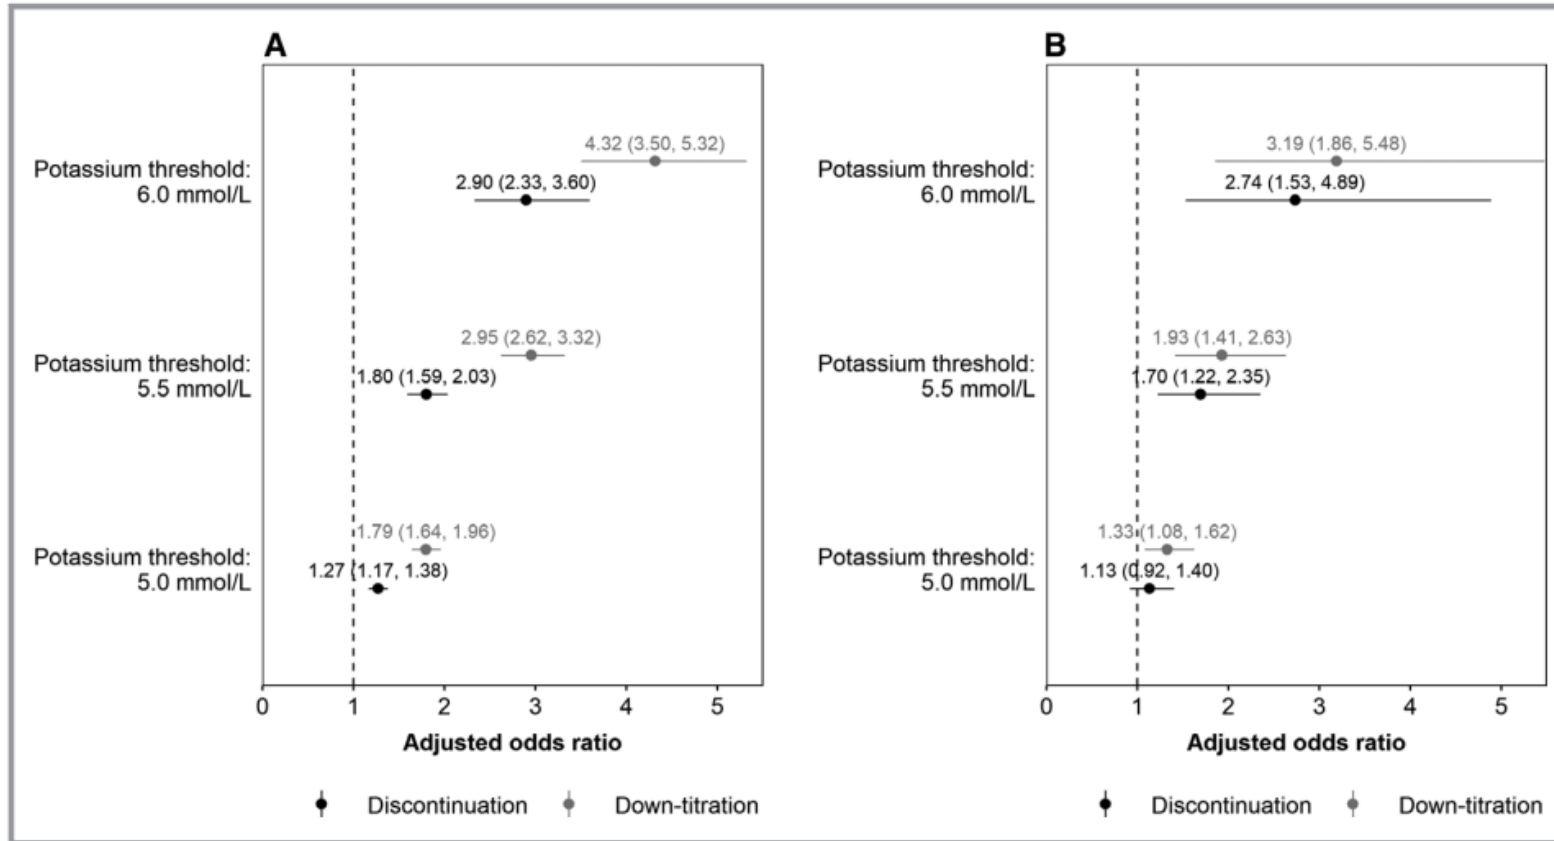 A
Potassium threshold:
6.0 mmol/L
4.32 (3.50, 5.32)
2.90 (2.33, 3.60)
Potassium threshold:
5.5 mmol/L
2.95 (2.62, 3.32)
1.80 (1.59, 2.03)
Potassium threshold:
5.0 mmol/L
1.79 (1.64, 1.96)
1.27 (1.17, 1.38)
0 1 2 3 4 5
Adjusted odds ratio
Discontinuation Down-titration
B
Potassium threshold:
6.0 mmol/L
3.19 (1.86, 5.48)
2.74 (1.53, 4.89)
Potassium threshold:
5.5 mmol/L
1.93 (1.41, 2.63)
1.70 (1.22, 2.35)
Potassium threshold:
5.0 mmol/L
1.33 (1.08, 1.62)
1.13 (0.92, 1.40)
0 1 2 3 4 5
Adjusted odds ratio
Discontinuation Down-titration